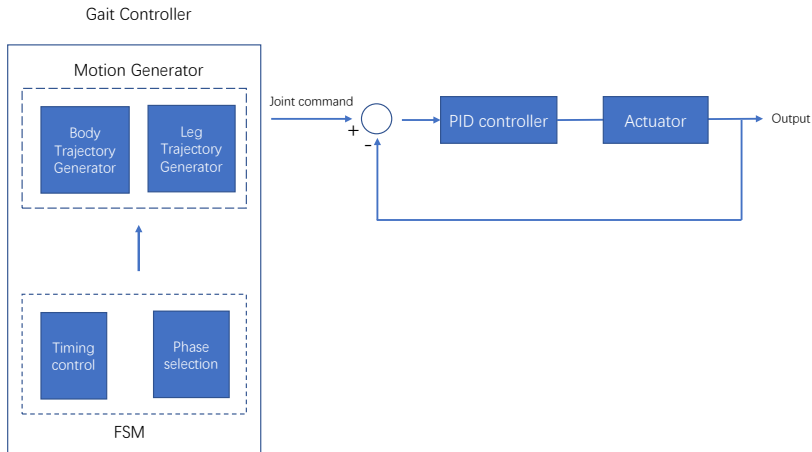 Gait Controller
Motion Generator
Body
Trajectory
Generator
Leg
Trajectory
Generator
Joint command
+
-
PID controller
Actuator
Output
Timing
control
Phase
selection
FSM